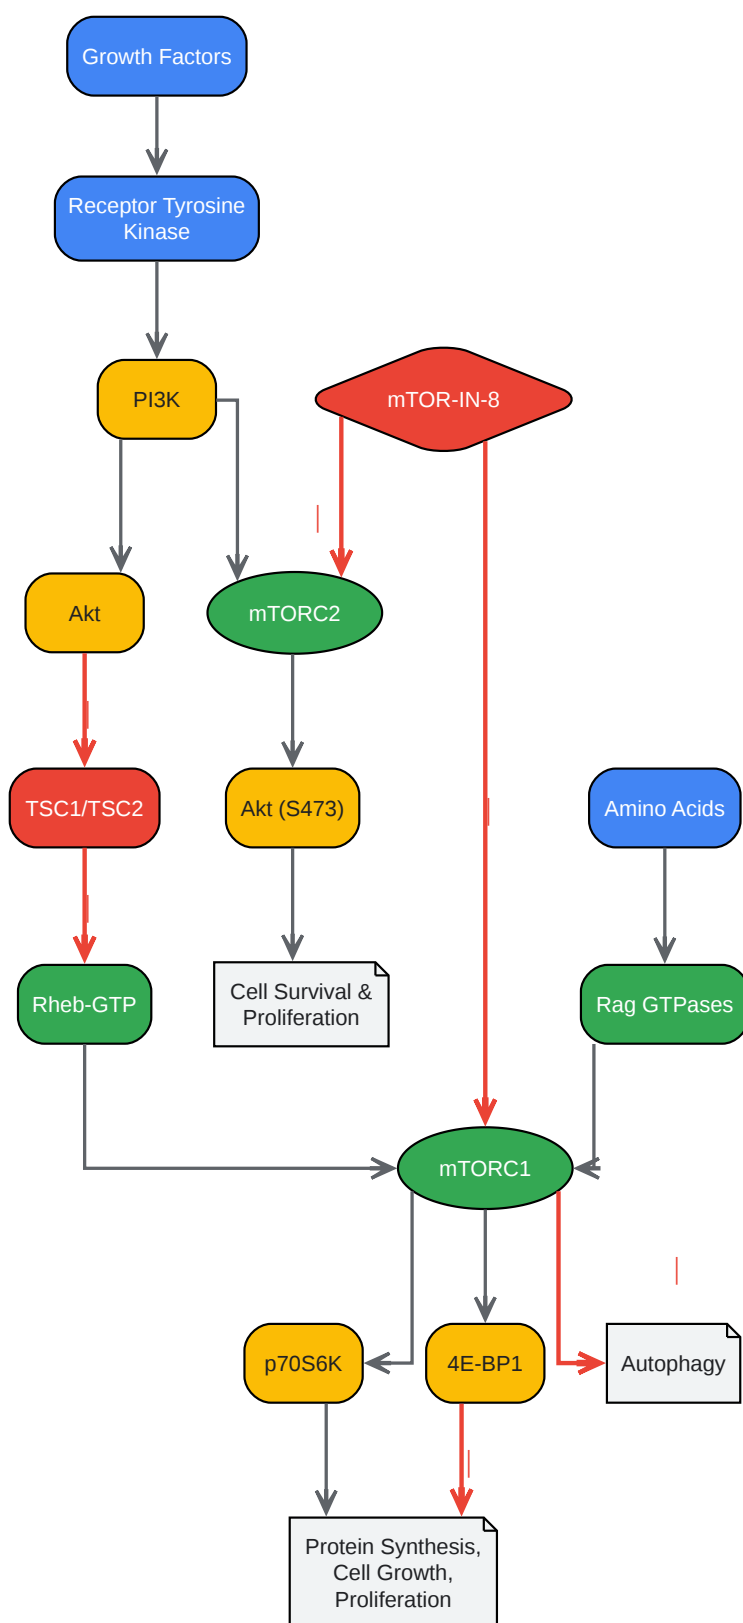 Growth Factors
Receptor Tyrosine
Kinase
PI3K
mTOR-IN-8
Akt
mTORC2
TSC1/TSC2
Akt (S473)
Amino Acids
Rheb-GTP
Cell Survival &
Proliferation
Rag GTPases
mTORC1
p70S6K
4E-BP1
Autophagy
Protein Synthesis,
Cell Growth,
Proliferation